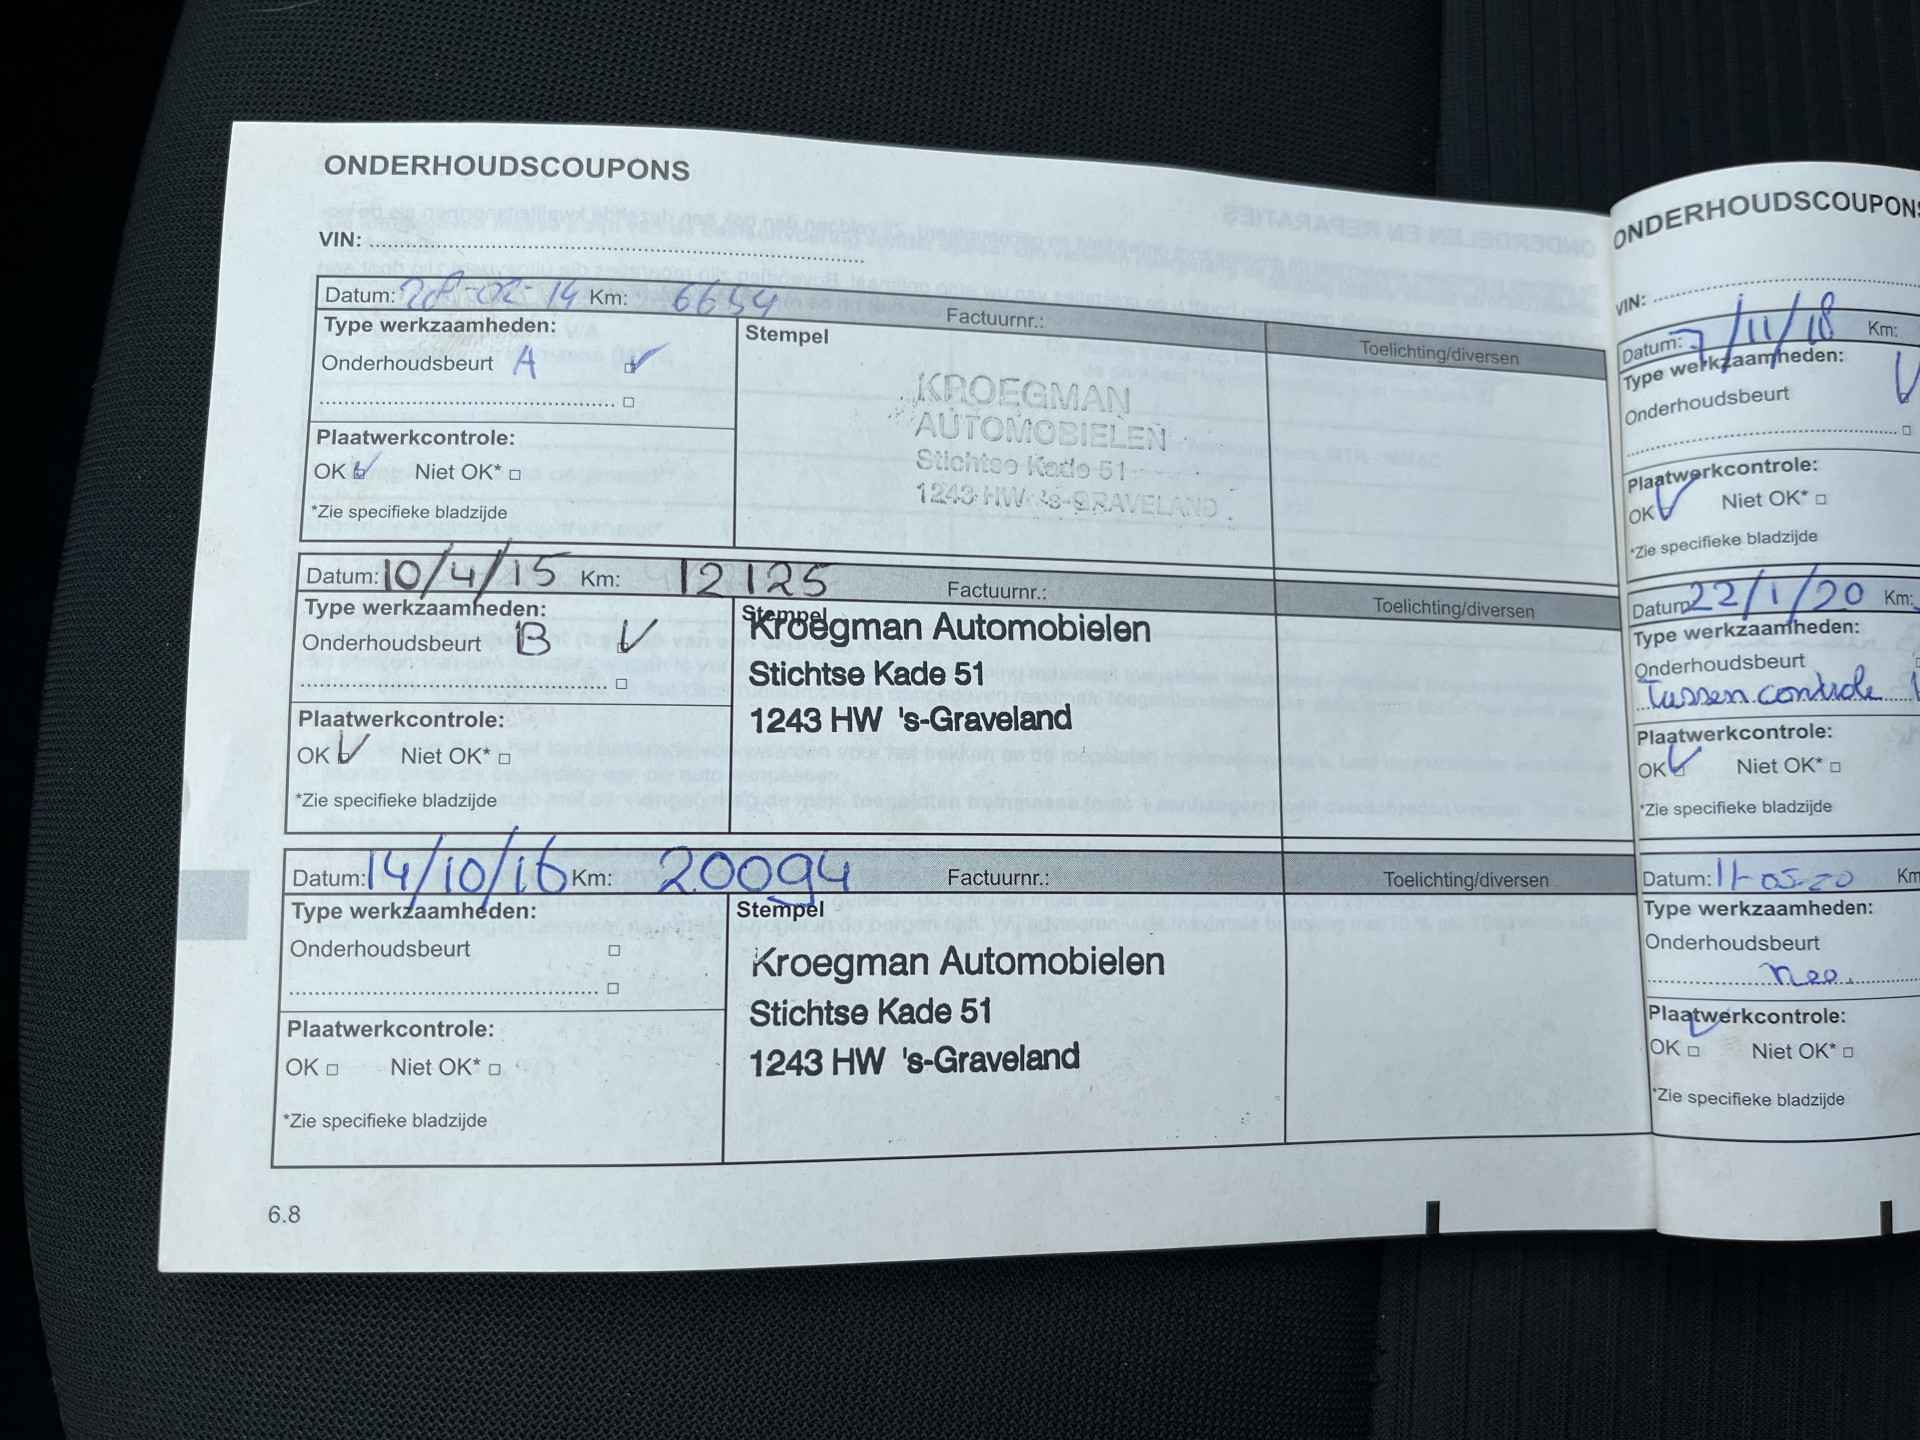 ONDERHOUDSCOUPONS
VIN:
Datum: 28-02-14 Km: 6654 Factuurnr.: Toelichting/diversen
Type werkzaamheden:
Onderhoudsbeurt A
Plaatwerkcontrole:
OK Niet OK*
*Zie specifieke bladzijde
Stempel
KROEGMAN
AUTOMOBIELEN
Stichtse Kade 51
1243 HW 's-GRAVELAND
Datum: 10/4/15 Km: 12125 Factuurnr.: Toelichting/diversen
Type werkzaamheden:
Onderhoudsbeurt B
Plaatwerkcontrole:
OK Niet OK*
*Zie specifieke bladzijde
Stempel
Kroegman Automobielen
Stichtse Kade 51
1243 HW 's-Graveland
Datum: 14/10/16 Km: 20094 Factuurnr.: Toelichting/diversen
Type werkzaamheden:
Onderhoudsbeurt
Plaatwerkcontrole:
OK Niet OK*
*Zie specifieke bladzijde
Stempel
Kroegman Automobielen
Stichtse Kade 51
1243 HW 's-Graveland
6.8
ONDERHOUDSCOUPONS
VIN:
Datum: 7/11/18 Km:
Type werkzaamheden:
Onderhoudsbeurt
Plaatwerkcontrole:
OK Niet OK*
*Zie specifieke bladzijde
Datum: 22/1/20 Km:
Type werkzaamheden:
Onderhoudsbeurt
Tussen controle
Plaatwerkcontrole:
OK Niet OK*
*Zie specifieke bladzijde
Datum: 11-05-20 Km
Type werkzaamheden:
Onderhoudsbeurt
nee.
Plaatwerkcontrole:
OK Niet OK*
*Zie specifieke bladzijde